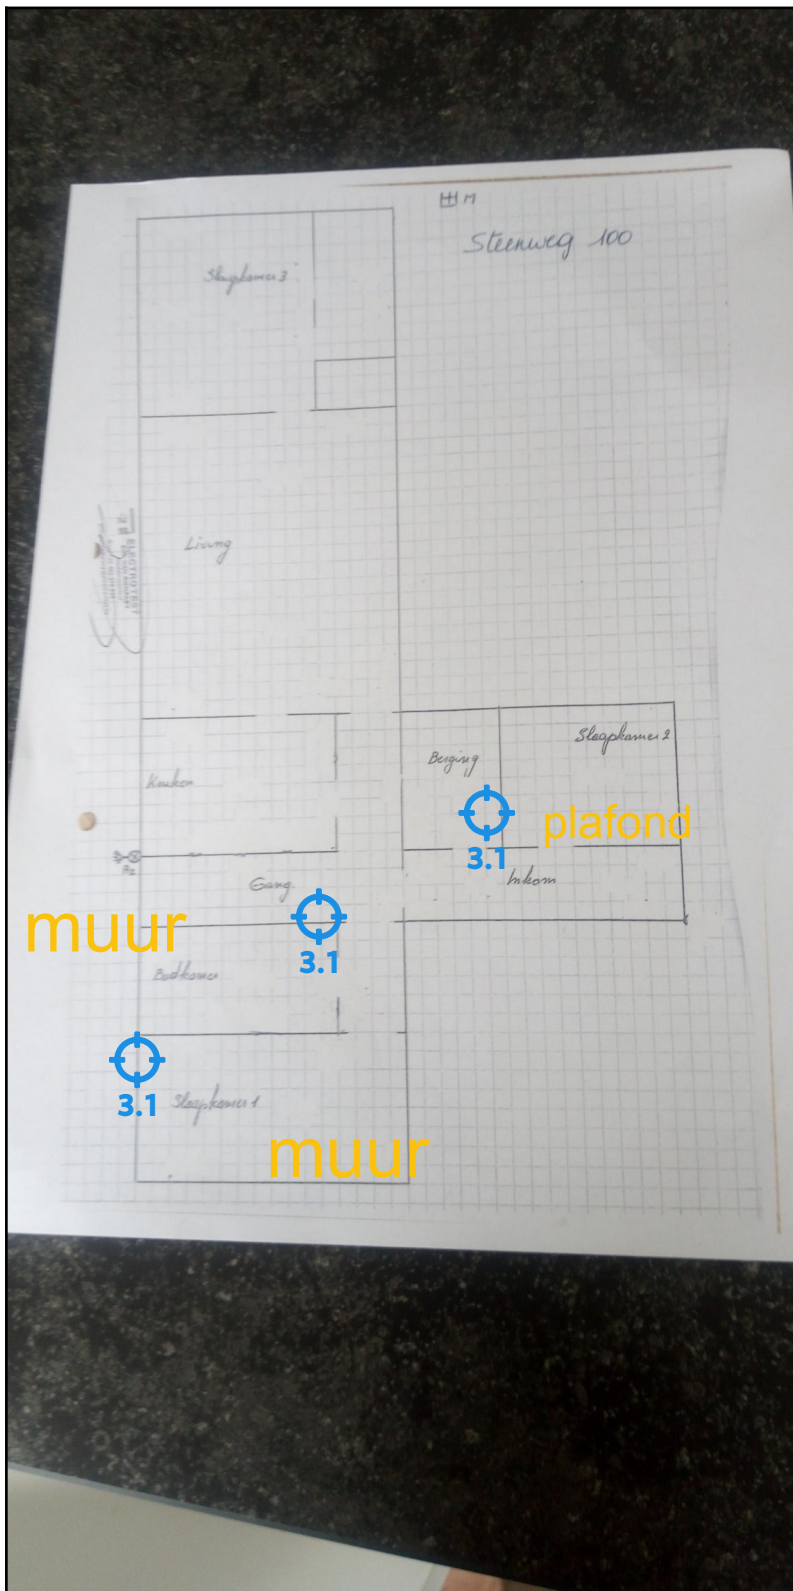 M
Steenweg 100
Slaapkamer 3
Living
ELECTROTEST
Slaapkamer 2
Berging
Keuken
plafond
3.1
Inkom
Gang
muur
3.1
Badkamer
3.1
Slaapkamer 1
muur